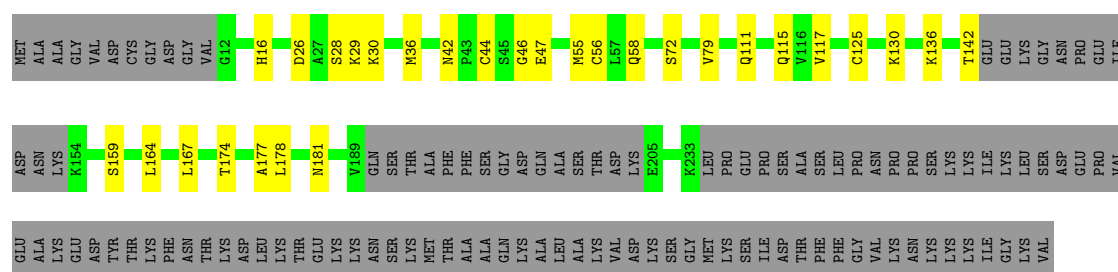 MET ALA ALA GLY VAL ASP CYS GLY ASP GLY VAL G12 H16 D26 A27 S28 K29 K30 M36 N42 P43 C44 S45 G46 E47 M55 C56 L57 Q58 S72 V79 Q111 Q115 V116 V117 C125 K130 K136 T142 GLU GLU LYS GLY ASN PRO GLU ILE
ASP ASN LYS K154 S159 L164 L167 T174 A177 L178 N181 V189 GLN SER THR ALA PHE PHE SER GLY ASP GLN ALA SER THR ASP LYS E205 K233 LEU PRO GLU PRO SER ALA SER LEU PRO ASN PRO PRO SER LYS LYS ILE LYS LEU SER ASP GLU PRO VAL
GLU ALA LYS GLU ASP TYR THR LYS PHE ASN THR LYS ASP LEU LYS THR GLU LYS LYS ASN SER LYS MET THR ALA ALA GLN LYS ALA LEU ALA LYS VAL ASP LYS SER GLY MET LYS SER ILE ASP THR PHE PHE GLY VAL LYS ASN LYS LYS LYS ILE GLY LYS VAL